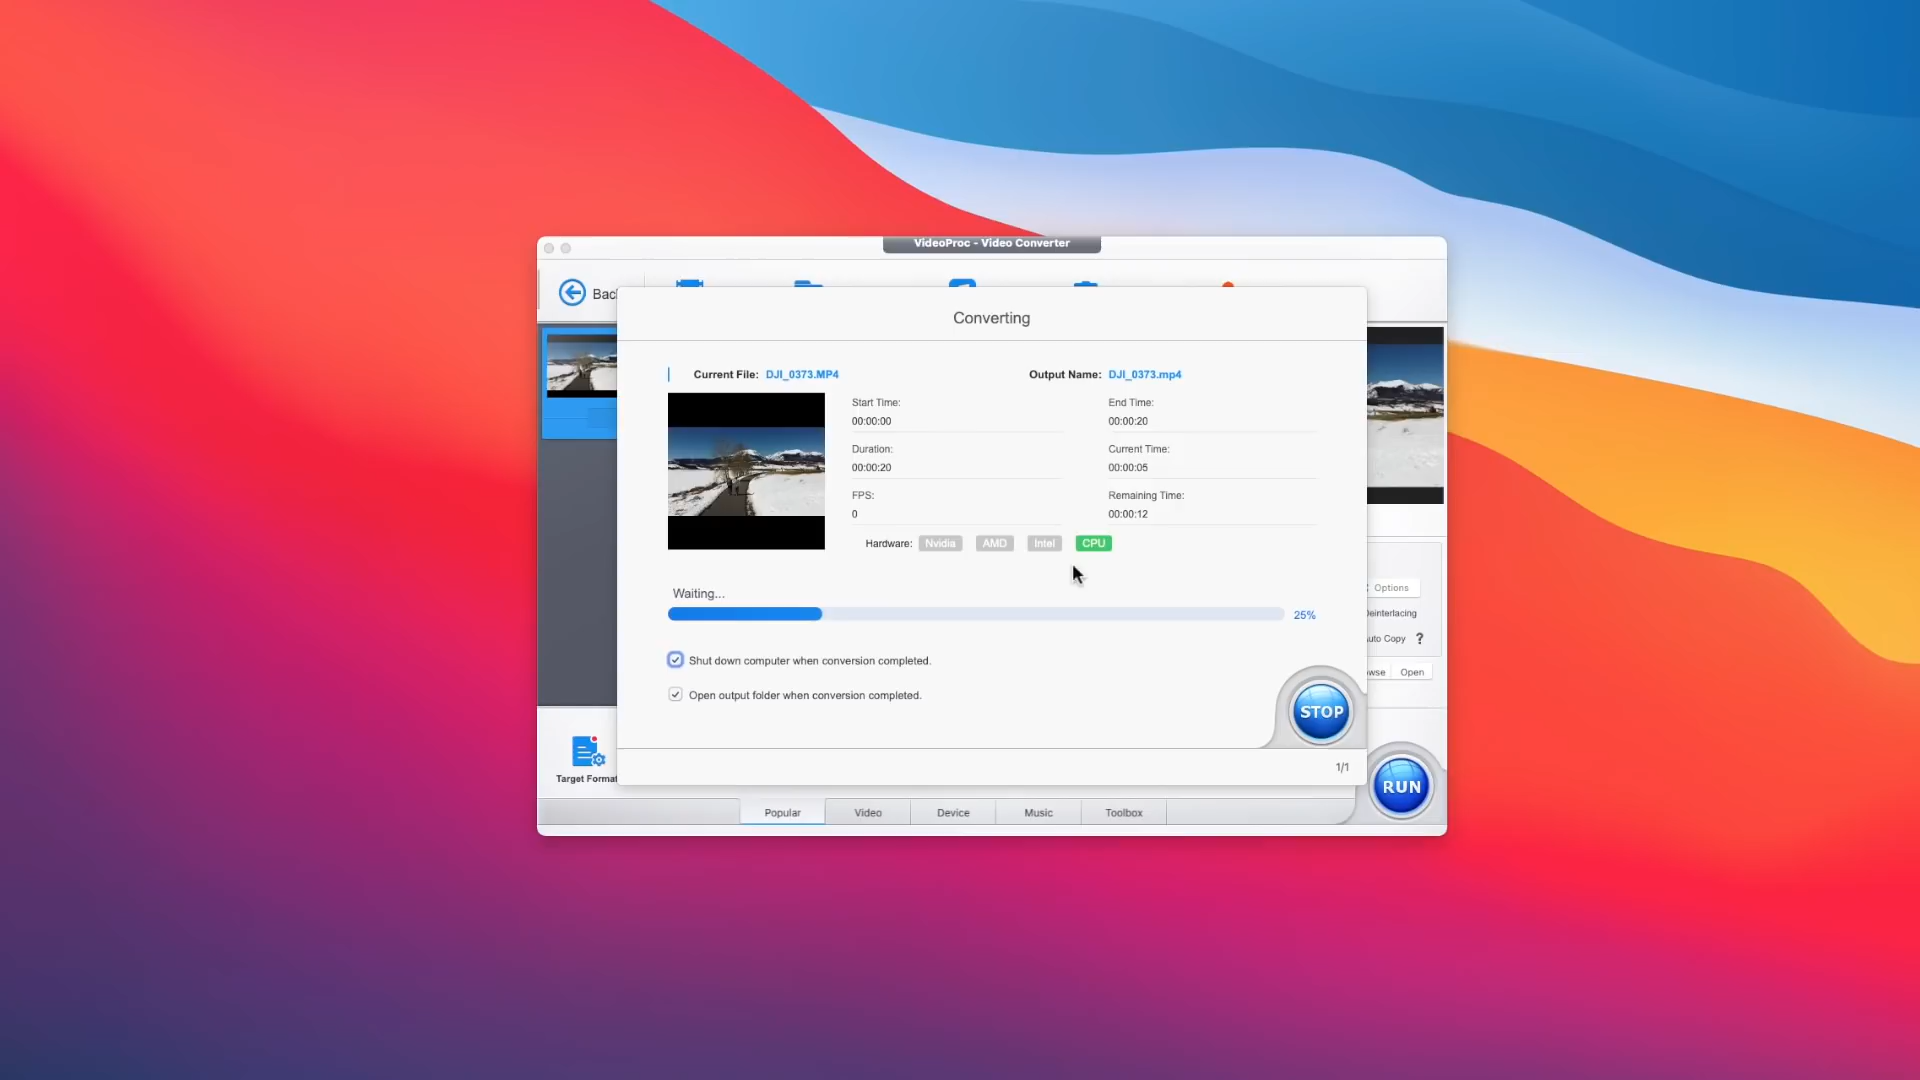 VideoProc - Video Converter
Back
Converting
Current File: DJI_0373.MP4
Output Name: DJI_0373.mp4
Start Time:
00:00:00
End Time:
00:00:20
Duration:
00:00:20
Current Time:
00:00:05
FPS:
0
Remaining Time:
00:00:12
Hardware: Nvidia AMD Intel CPU
Options
Waiting...
25%
Deinterlacing
uto Copy ?
Shut down computer when conversion completed.
wse Open
Open output folder when conversion completed.
STOP
1/1
Target Format
RUN
Popular Video Device Music Toolbox